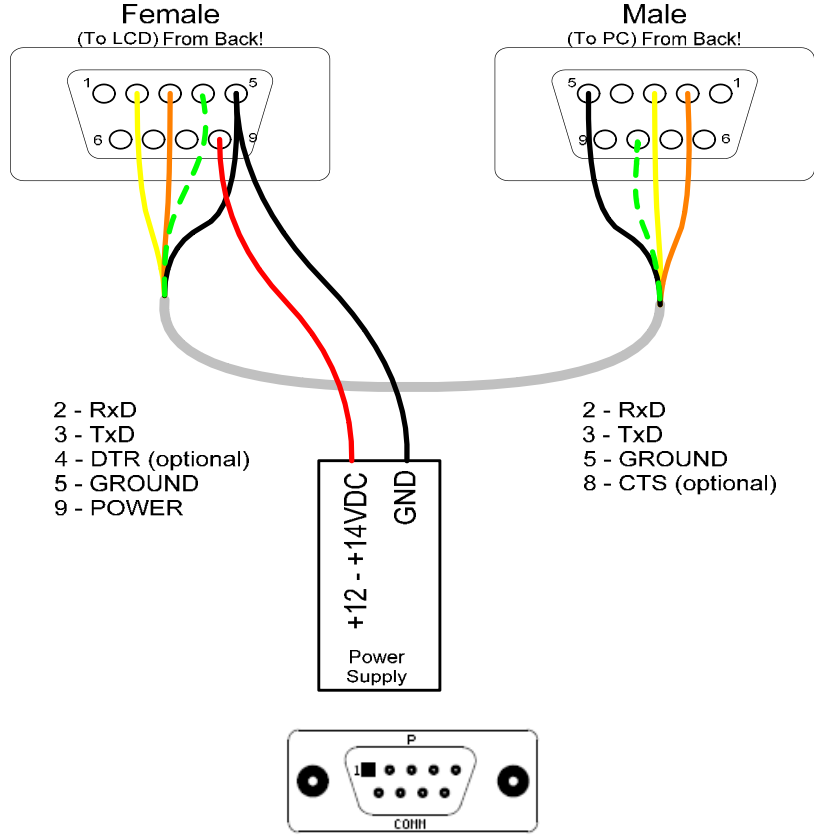 Female
(To LCD) From Back!
1
5
6
9
Male
(To PC) From Back!
5
1
9
6
2 - RxD
3 - TxD
4 - DTR (optional)
5 - GROUND
9 - POWER
2 - RxD
3 - TxD
5 - GROUND
8 - CTS (optional)
+12 - +14VDC
GND
Power
Supply
P
1
COMM